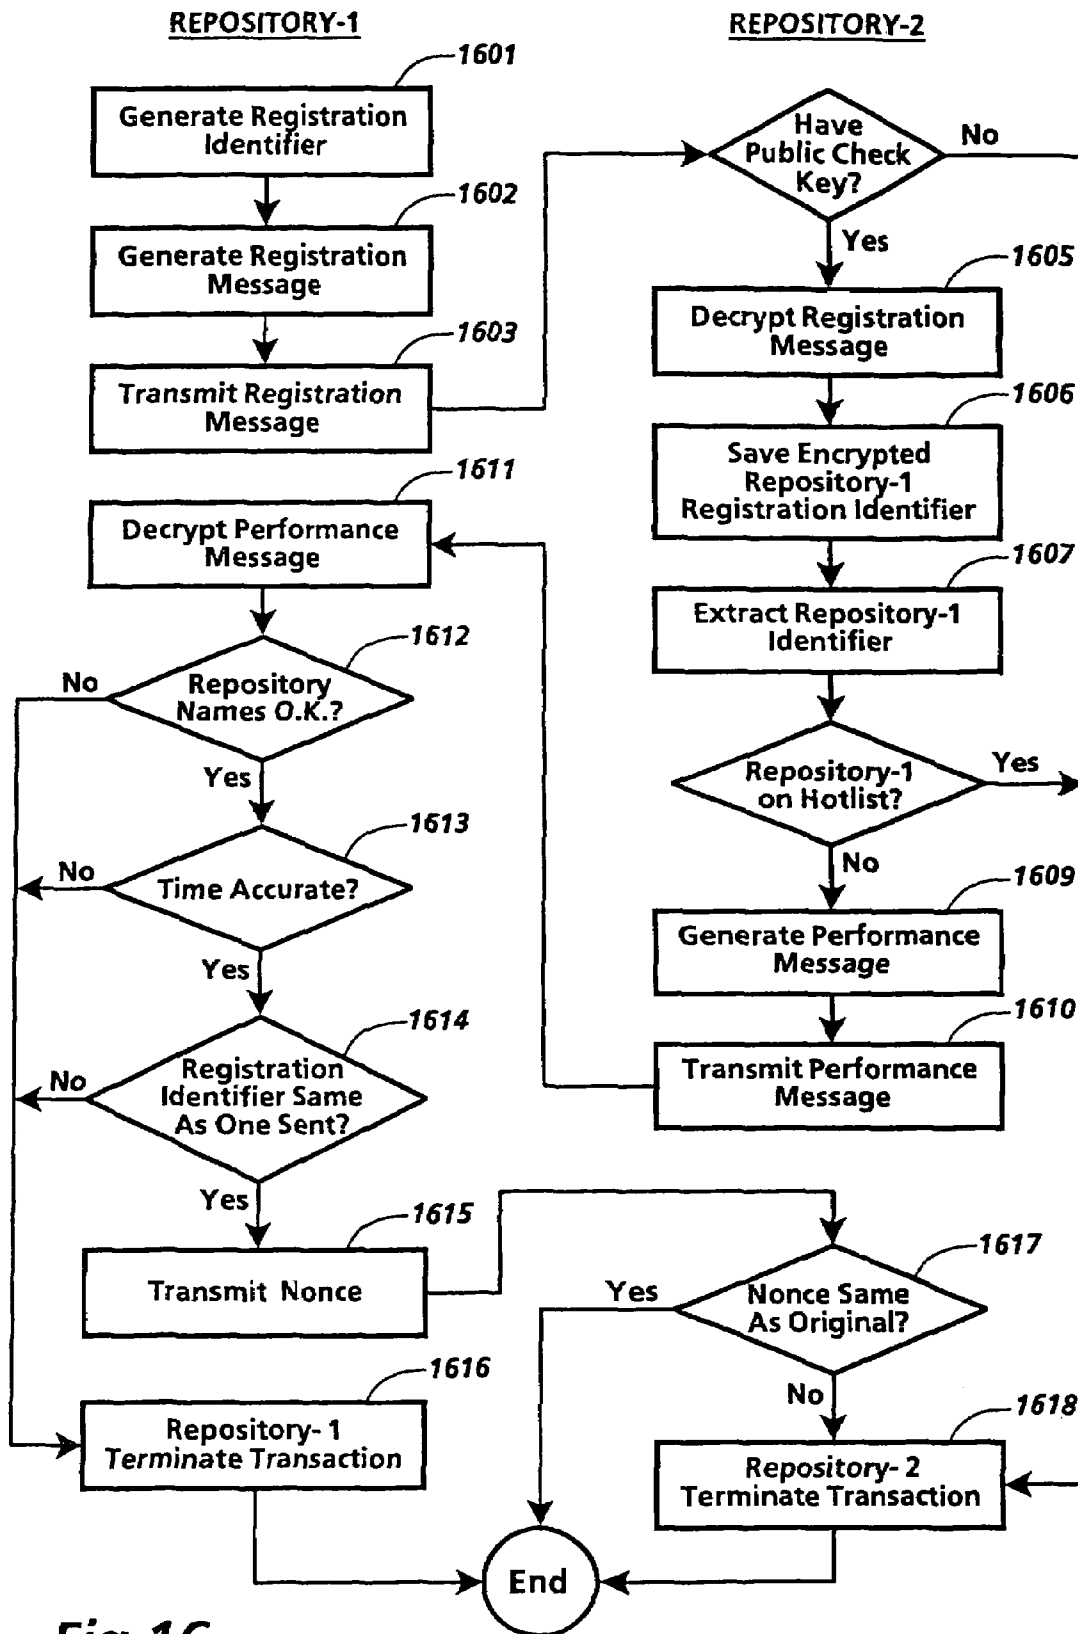 REPOSITORY-1
1601
Generate Registration
Identifier
1602
Generate Registration
Message
1603
Transmit Registration
Message
1611
Decrypt Performance
Message
1612
No
Repository
Names O.K.?
Yes
1613
No
Time Accurate?
Yes
1614
No
Registration
Identifier Same
As One Sent?
Yes
1615
Transmit Nonce
1616
Repository-1
Terminate Transaction
REPOSITORY-2
Have
Public Check
Key?
No
Yes
1605
Decrypt Registration
Message
1606
Save Encrypted
Repository-1
Registration Identifier
1607
Extract Repository-1
Identifier
Repository-1
on Hotlist?
Yes
No
1609
Generate Performance
Message
1610
Transmit Performance
Message
1617
Yes
Nonce Same
As Original?
No
1618
Repository-2
Terminate Transaction
End